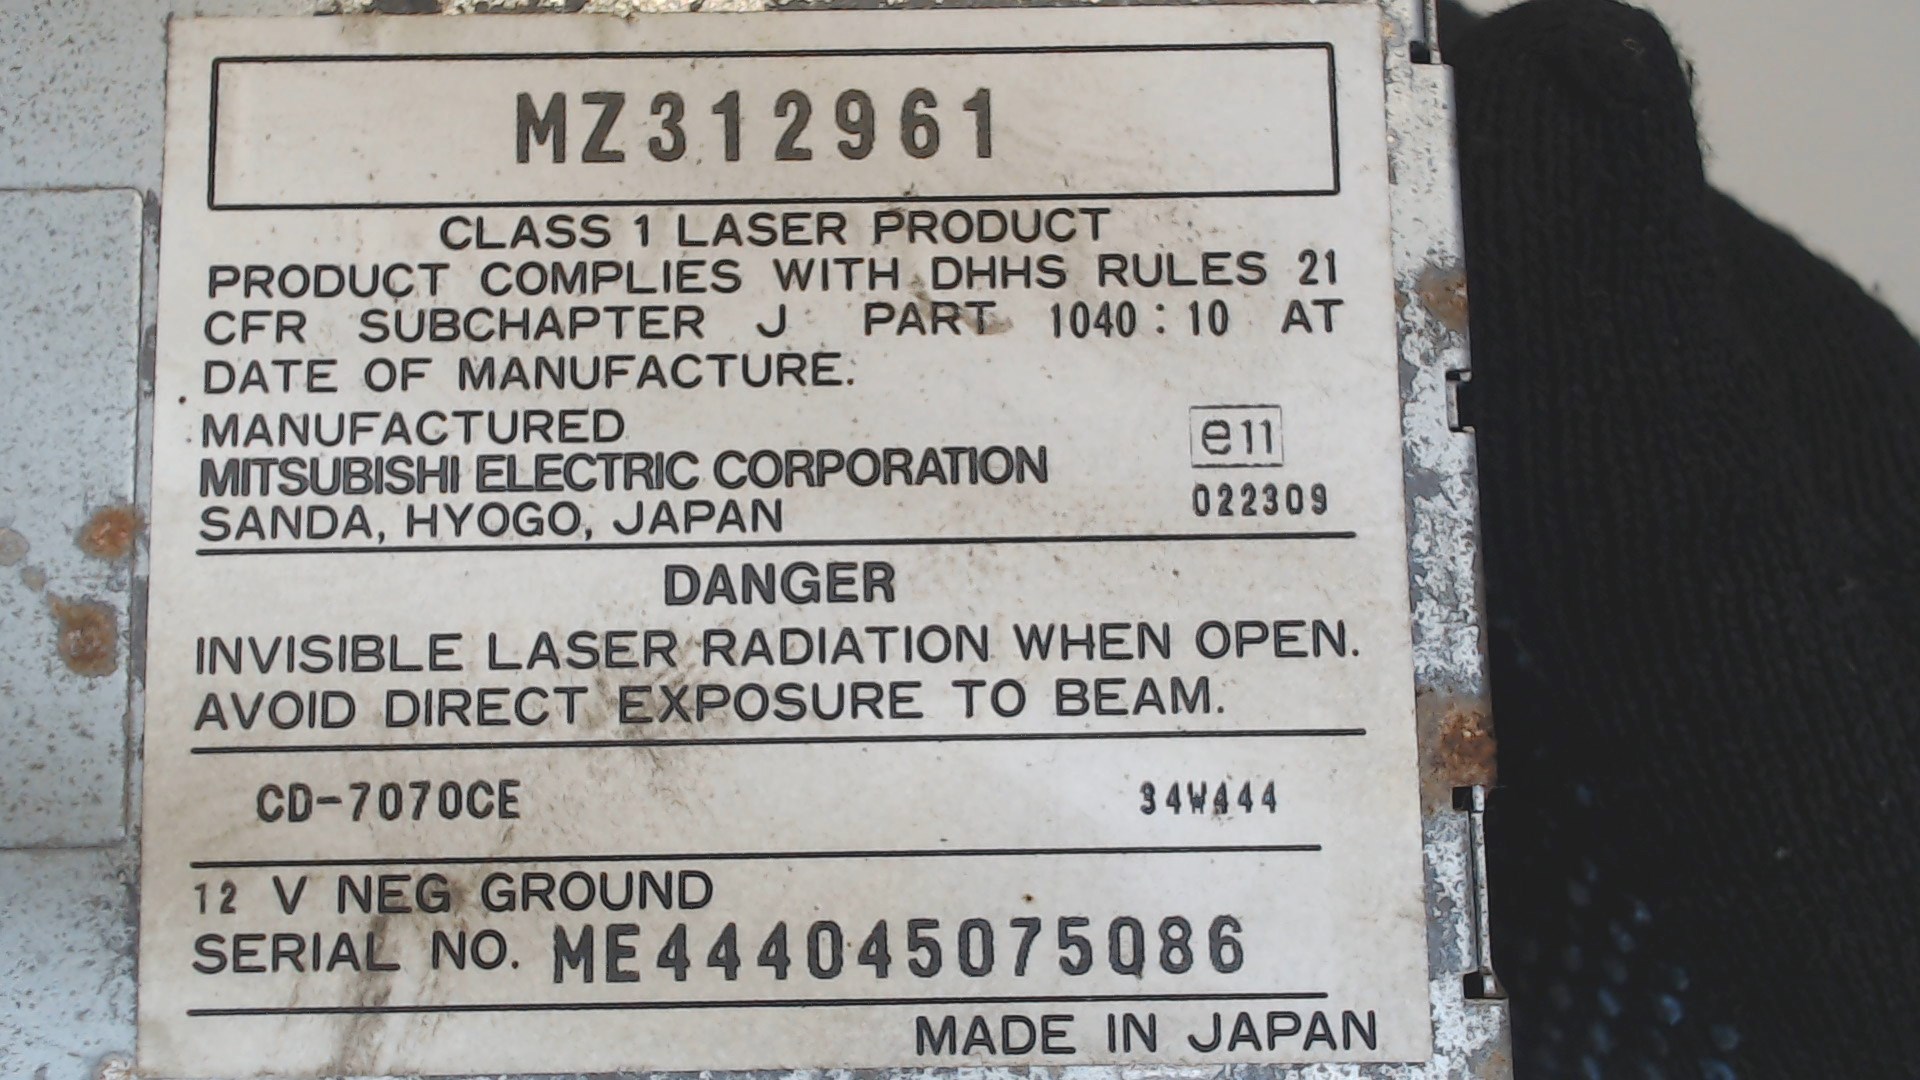 MZ312961
CLASS 1 LASER PRODUCT
PRODUCT COMPLIES WITH DHHS RULES 21
CFR SUBCHAPTER J PART 1040:10 AT
DATE OF MANUFACTURE.
MANUFACTURED
MITSUBISHI ELECTRIC CORPORATION
SANDA, HYOGO, JAPAN
e11
022309
DANGER
INVISIBLE LASER RADIATION WHEN OPEN.
AVOID DIRECT EXPOSURE TO BEAM.
CD-7070CE
34W444
12 V NEG GROUND
SERIAL NO. ME444045075086
MADE IN JAPAN